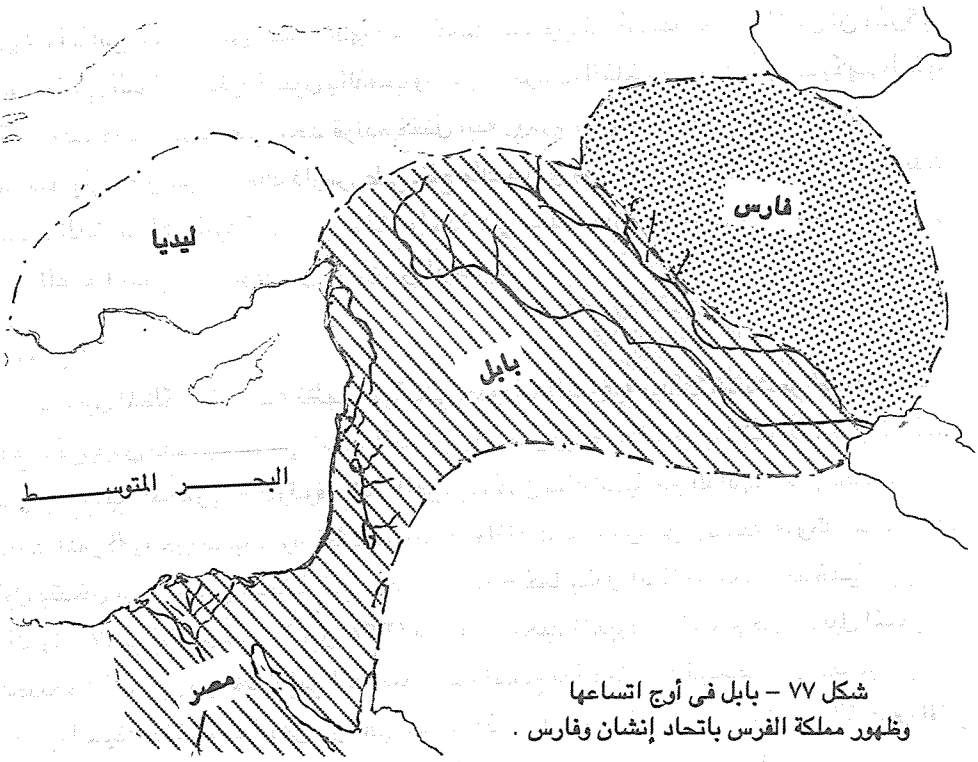 فارس
ليديا
بابل
البحر المتوسط
مصر
شكل ٧٧ – بابل فى أوج اتساعها
وظهور مملكة الفرس باتحاد إنشان وفارس .